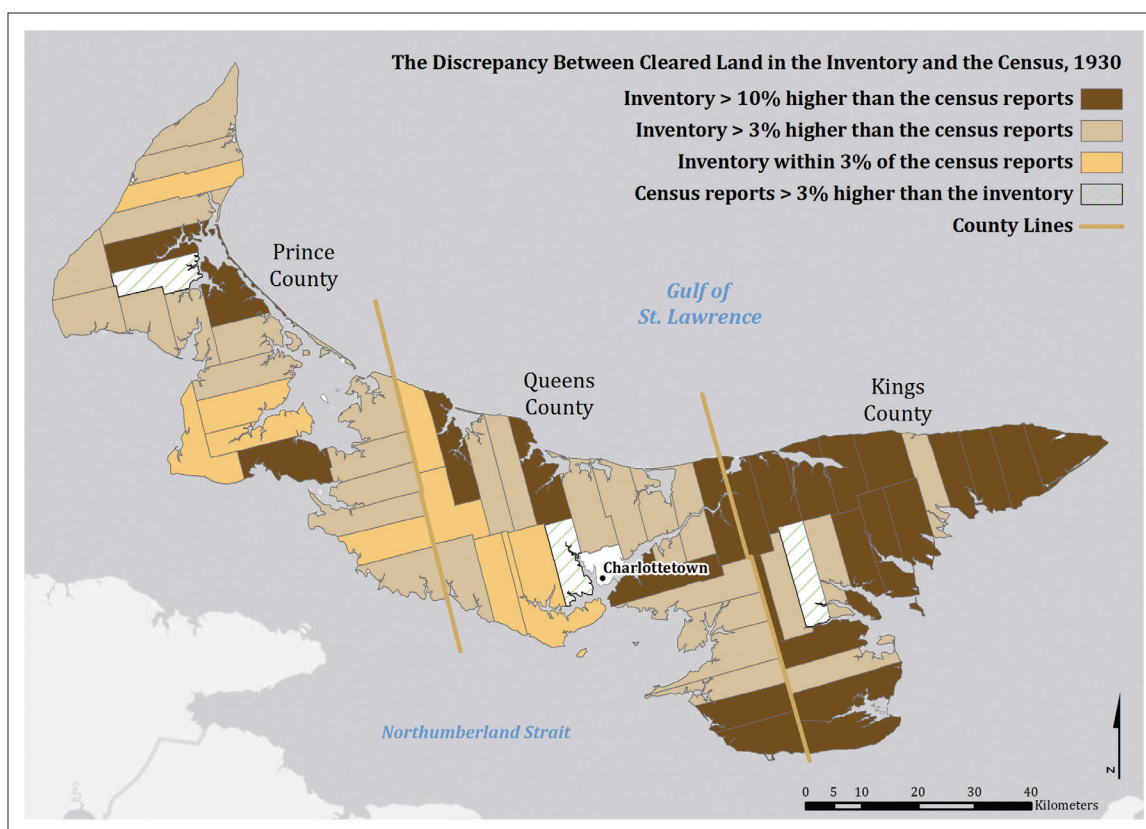 The Discrepancy Between Cleared Land in the Inventory and the Census, 1930
Inventory > 10% higher than the census reports
Inventory > 3% higher than the census reports
Inventory within 3% of the census reports
Census reports > 3% higher than the inventory
County Lines
Prince
County
Gulf of
St. Lawrence
Queens
County
Kings
County
Charlottetown
Northumberland Strait
N
0 5 10 20 30 40
Kilometers